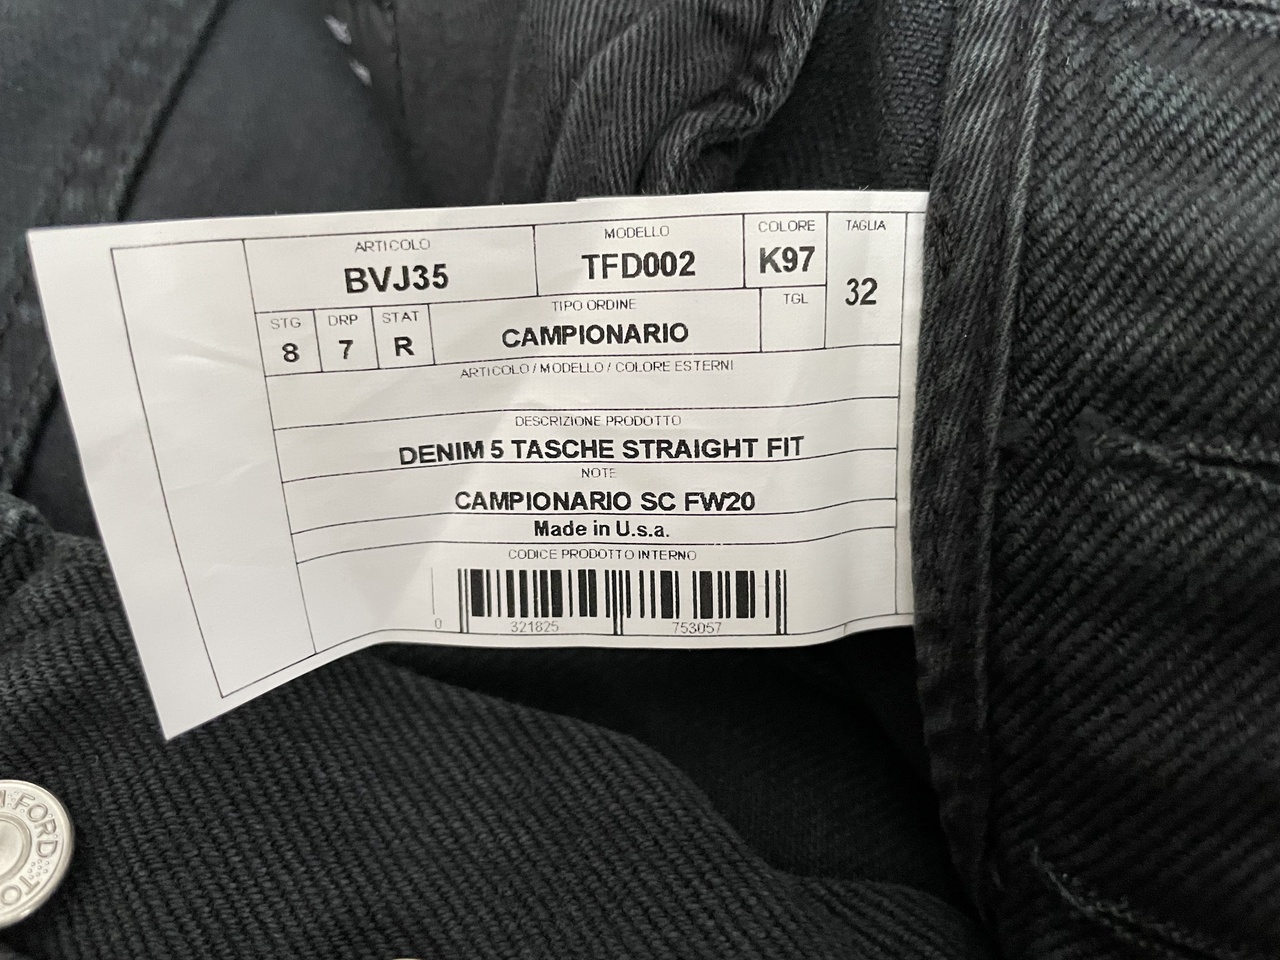 ARTICOLO
BVJ35
MODELLO
TFD002
COLORE
K97
TAGLIA
32
STG
8
DRP
7
STAT
R
TIPO ORDINE
CAMPIONARIO
TGL
ARTICOLO / MODELLO / COLORE ESTERNI
DESCRIZIONE PRODOTTO
DENIM 5 TASCHE STRAIGHT FIT
NOTE
CAMPIONARIO SC FW20
Made in U.s.a.
CODICE PRODOTTO INTERNO
0 321825 753057
FORD TO